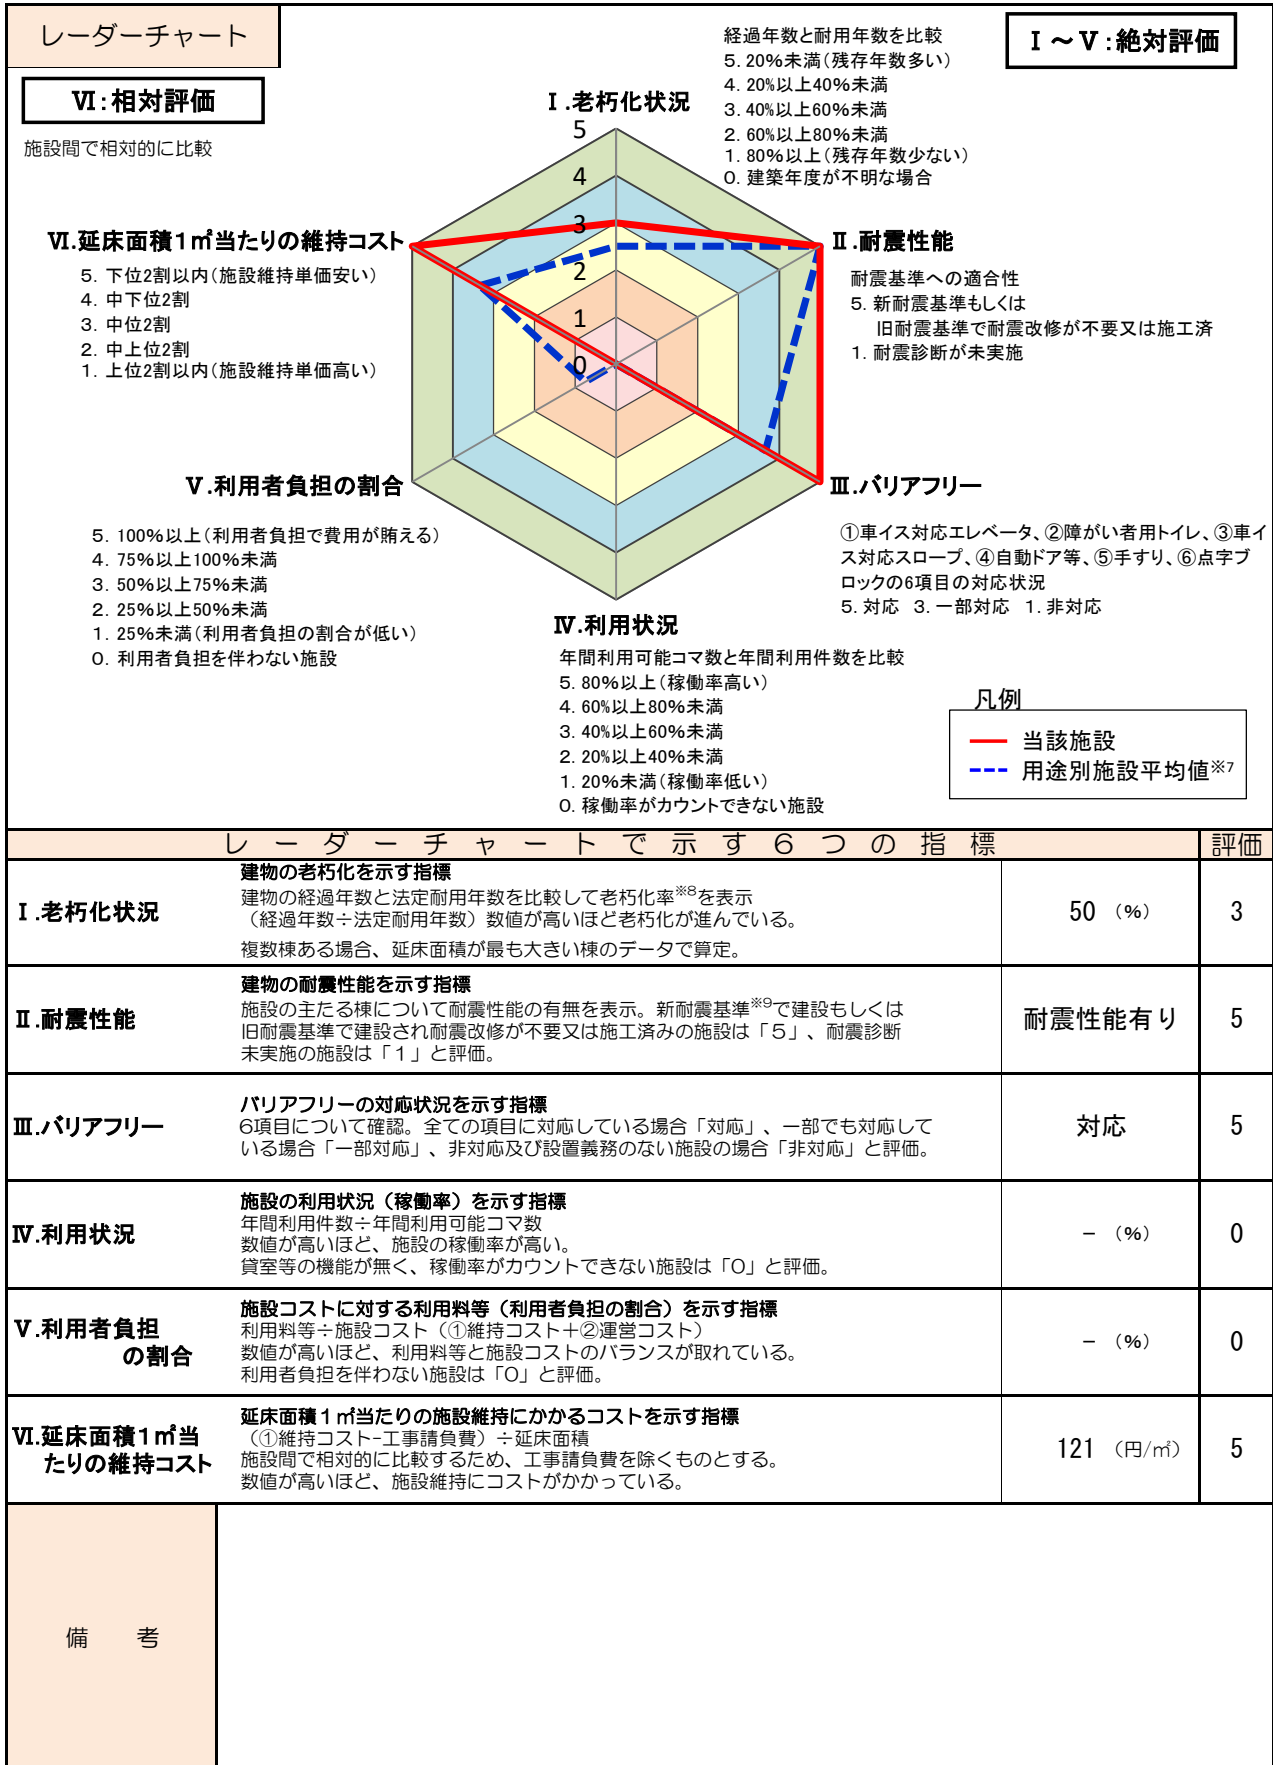 レーダーチャート
Ⅵ：相対評価
施設間で相対的に比較
Ⅰ～Ⅴ：絶対評価
経過年数と耐用年数を比較
5. 20%未満（残存年数多い）
4. 20%以上40%未満
3. 40%以上60%未満
2. 60%以上80%未満
1. 80%以上（残存年数少ない）
0. 建築年度が不明な場合
Ⅰ.老朽化状況
5
4
3
2
1
0
Ⅵ.延床面積1㎡当たりの維持コスト
5. 下位2割以内（施設維持単価安い）
4. 中下位2割
3. 中位2割
2. 中上位2割
1. 上位2割以内（施設維持単価高い）
Ⅱ.耐震性能
耐震基準への適合性
5. 新耐震基準もしくは
旧耐震基準で耐震改修が不要又は施工済
1. 耐震診断が未実施
Ⅴ.利用者負担の割合
5. 100%以上（利用者負担で費用が賄える）
4. 75%以上100%未満
3. 50%以上75%未満
2. 25%以上50%未満
1. 25%未満（利用者負担の割合が低い）
0. 利用者負担を伴わない施設
Ⅲ.バリアフリー
①車イス対応エレベータ、②障がい者用トイレ、③車イ
ス対応スロープ、④自動ドア等、⑤手すり、⑥点字ブ
ロックの6項目の対応状況
5. 対応 3. 一部対応 1. 非対応
Ⅳ.利用状況
年間利用可能コマ数と年間利用件数を比較
5. 80%以上（稼働率高い）
4. 60%以上80%未満
3. 40%以上60%未満
2. 20%以上40%未満
1. 20%未満（稼働率低い）
0. 稼働率がカウントできない施設
凡例
当該施設
用途別施設平均値※7
レーダーチャートで示す6つの指標 評価
Ⅰ.老朽化状況
建物の老朽化を示す指標
建物の経過年数と法定耐用年数を比較して老朽化率※8を表示
（経過年数÷法定耐用年数）数値が高いほど老朽化が進んでいる。
複数棟ある場合、延床面積が最も大きい棟のデータで算定。
50 （%） 3
Ⅱ.耐震性能
建物の耐震性能を示す指標
施設の主たる棟について耐震性能の有無を表示。新耐震基準※9で建設もしくは
旧耐震基準で建設され耐震改修が不要又は施工済みの施設は「5」、耐震診断
未実施の施設は「1」と評価。
耐震性能有り 5
Ⅲ.バリアフリー
バリアフリーの対応状況を示す指標
6項目について確認。全ての項目に対応している場合「対応」、一部でも対応して
いる場合「一部対応」、非対応及び設置義務のない施設の場合「非対応」と評価。
対応 5
Ⅳ.利用状況
施設の利用状況（稼働率）を示す指標
年間利用件数÷年間利用可能コマ数
数値が高いほど、施設の稼働率が高い。
貸室等の機能が無く、稼働率がカウントできない施設は「0」と評価。
－ （%） 0
Ⅴ.利用者負担
の割合
施設コストに対する利用料等（利用者負担の割合）を示す指標
利用料等÷施設コスト（①維持コスト＋②運営コスト）
数値が高いほど、利用料等と施設コストのバランスが取れている。
利用者負担を伴わない施設は「0」と評価。
－ （%） 0
Ⅵ.延床面積1㎡当
たりの維持コスト
延床面積1㎡当たりの施設維持にかかるコストを示す指標
（①維持コスト-工事請負費）÷延床面積
施設間で相対的に比較するため、工事請負費を除くものとする。
数値が高いほど、施設維持にコストがかかっている。
121 （円/㎡） 5
備 考